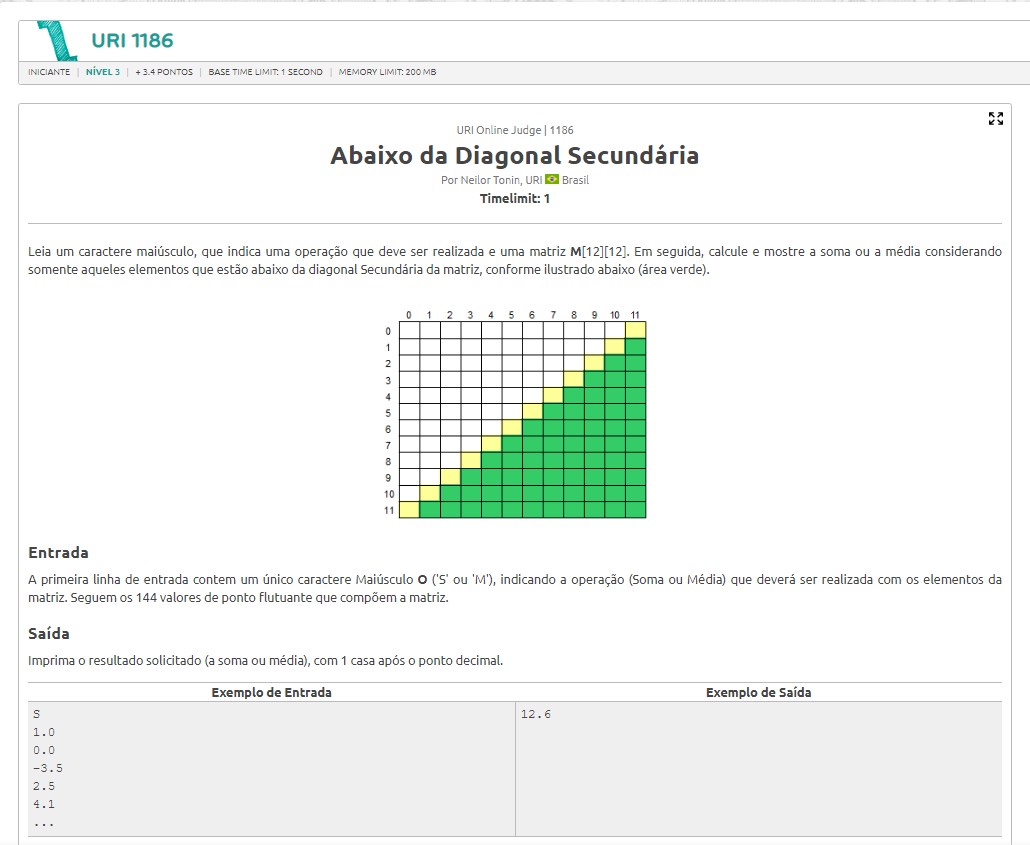 URI 1186
INICIANTE | NÍVEL 3 | + 3.4 PONTOS | BASE TIME LIMIT: 1 SECOND | MEMORY LIMIT: 200 MB
URI Online Judge | 1186
Abaixo da Diagonal Secundária
Por Neilor Tonin, URI Brasil
Timelimit: 1
Leia um caractere maiúsculo, que indica uma operação que deve ser realizada e uma matriz M[12][12]. Em seguida, calcule e mostre a soma ou a média considerando
somente aqueles elementos que estão abaixo da diagonal Secundária da matriz, conforme ilustrado abaixo (área verde).
0 1 2 3 4 5 6 7 8 9 10 11
0
1
2
3
4
5
6
7
8
9
10
11
Entrada
A primeira linha de entrada contem um único caractere Maiúsculo O ('S' ou 'M'), indicando a operação (Soma ou Média) que deverá ser realizada com os elementos da
matriz. Seguem os 144 valores de ponto flutuante que compõem a matriz.
Saída
Imprima o resultado solicitado (a soma ou média), com 1 casa após o ponto decimal.
Exemplo de Entrada Exemplo de Saída
S 12.6
1.0
0.0
-3.5
2.5
4.1
...